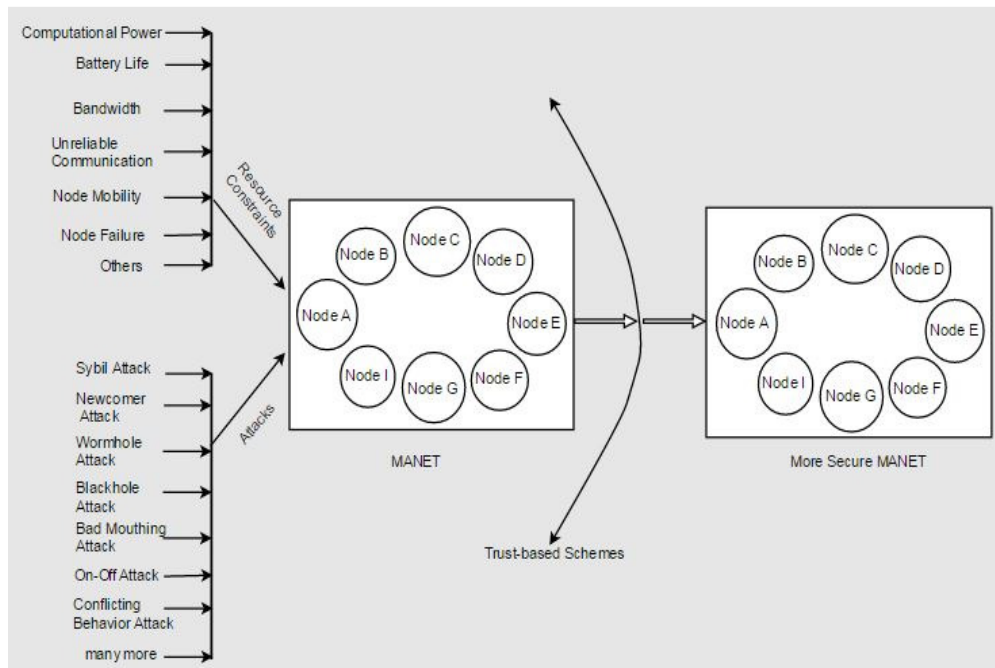 Computational Power
Battery Life
Bandwidth
Unreliable
Communication
Node Mobility
Node Failure
Others
Resource
Constraints
Sybil Attack
Newcomer
Attack
Wormhole
Attack
Blackhole
Attack
Bad Mouthing
Attack
On-Off Attack
Conflicting
Behavior Attack
many more
Attacks
Node A
Node B
Node C
Node D
Node E
Node F
Node G
Node I
MANET
Trust-based Schemes
Node A
Node B
Node C
Node D
Node E
Node F
Node G
Node I
More Secure MANET